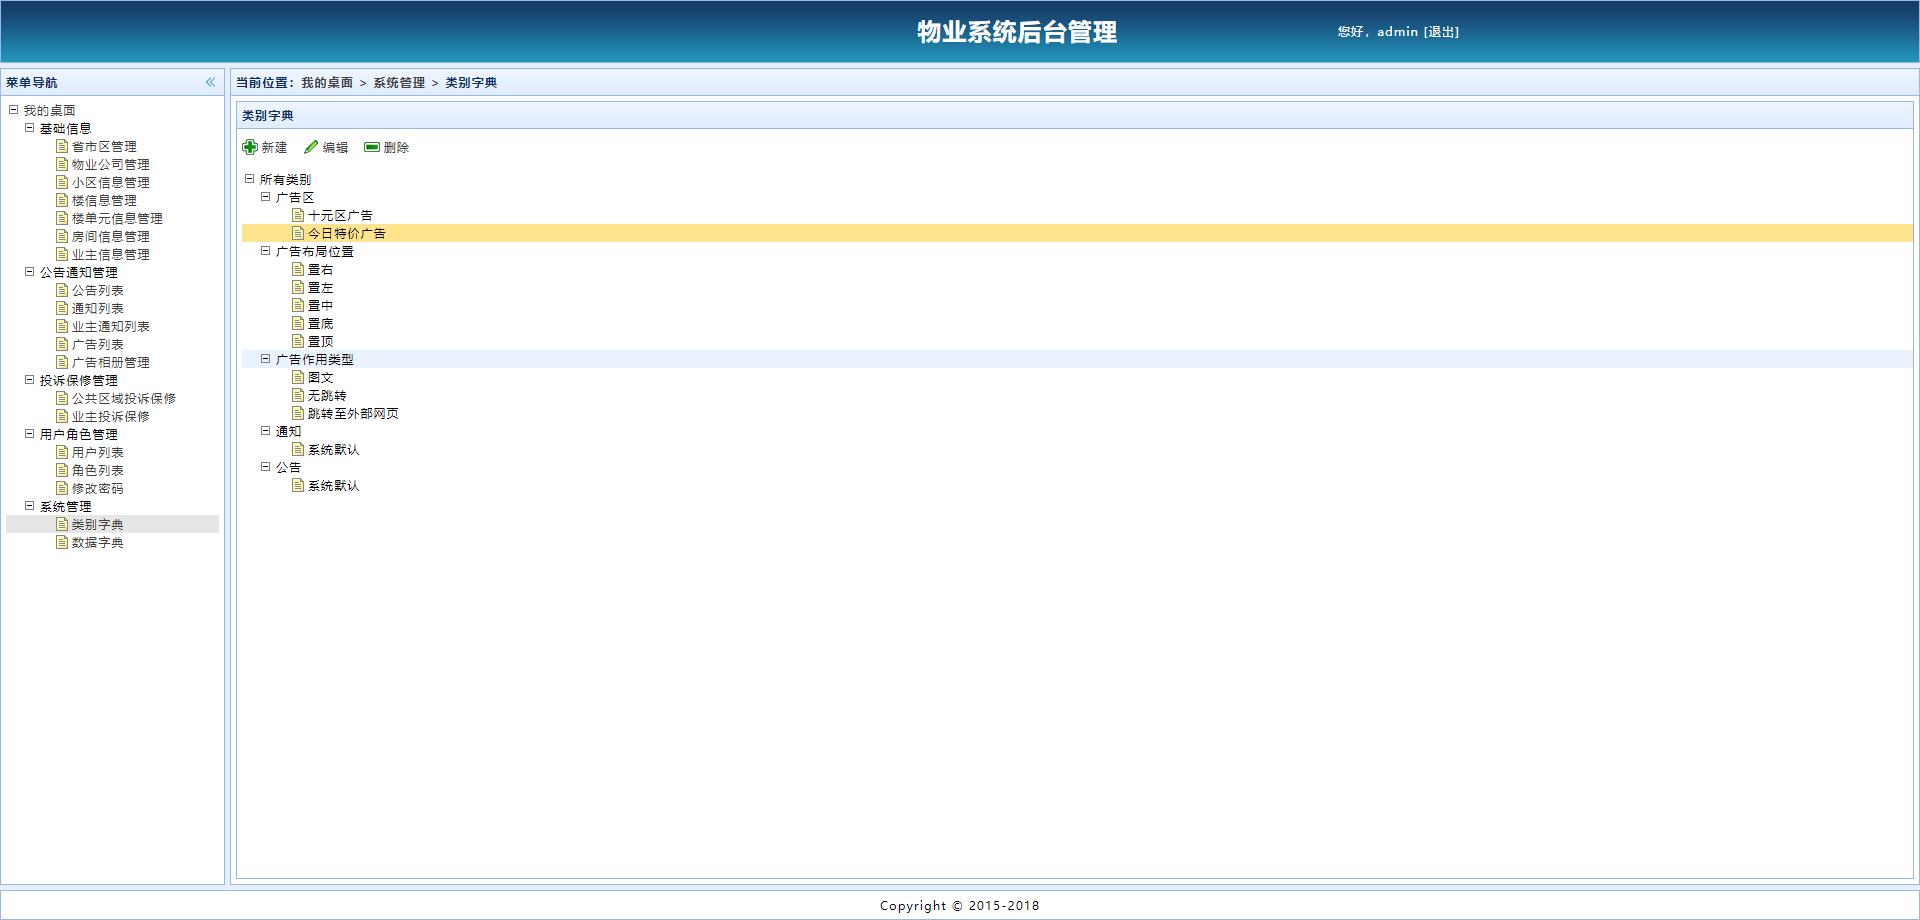 物业系统后台管理
您好，admin [退出]
菜单导航
我的桌面
基础信息
省市区管理
物业公司管理
小区信息管理
楼信息管理
楼单元信息管理
房间信息管理
业主信息管理
公告通知管理
公告列表
通知列表
业主通知列表
广告列表
广告相册管理
投诉保修管理
公共区域投诉保修
业主投诉保修
用户角色管理
用户列表
角色列表
修改密码
系统管理
类别字典
数据字典
当前位置：我的桌面 > 系统管理 > 类别字典
类别字典
新建 编辑 删除
所有类别
广告区
十元区广告
今日特价广告
广告布局位置
置右
置左
置中
置底
置顶
广告作用类型
图文
无跳转
跳转至外部网页
通知
系统默认
公告
系统默认
Copyright © 2015-2018